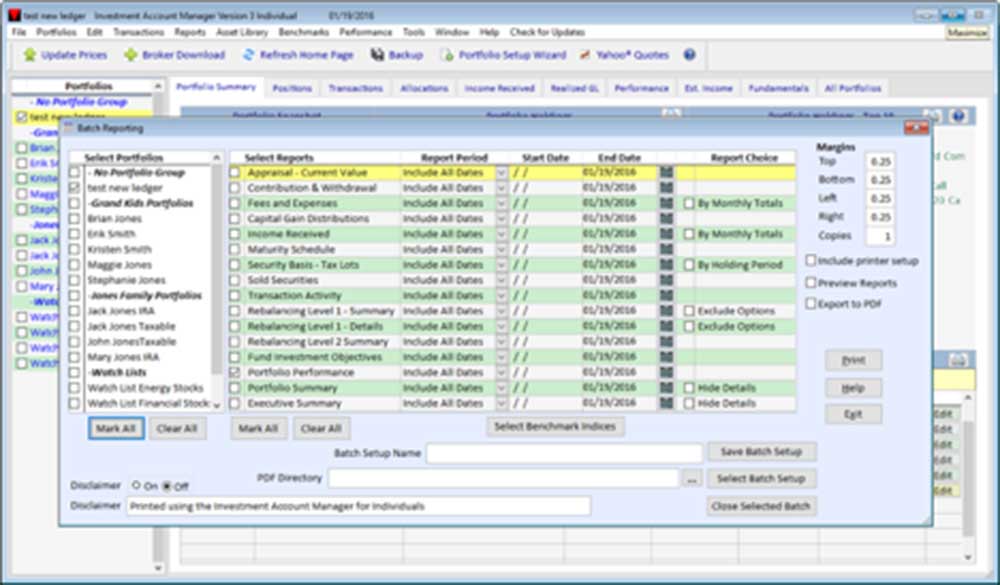 test new ledger Investment Account Manager Version 3 Individual 01/19/2016
File Portfolios Edit Transactions Reports Asset Library Benchmarks Performance Tools Window Help Check for Updates
Maximize
Update Prices Broker Download Refresh Home Page Backup Portfolio Setup Wizard Yahoo® Quotes
Portfolios
Portfolio Summary Positions Transactions Allocations Income Received Realized GL Performance Est. Income Fundamentals All Portfolios
- No Portfolio Group
test new ledger
-Grand
Brian
Erik S
Kriste
Maggi
Steph
-Jones
Jack Jo
Jack Jo
John J
Mary
-Watch
Watch
Watch
Watch
Watch
Batch Reporting
Select Portfolios
- No Portfolio Group
test new ledger
-Grand Kids Portfolios
Brian Jones
Erik Smith
Kristen Smith
Maggie Jones
Stephanie Jones
-Jones Family Portfolios
Jack Jones IRA
Jack Jones Taxable
John JonesTaxable
Mary Jones IRA
-Watch Lists
Watch List Energy Stocks
Watch List Financial Stock
Mark All Clear All
Select Reports Report Period Start Date End Date Report Choice
Appraisal - Current Value Include All Dates / / 01/19/2016
Contribution & Withdrawal Include All Dates / / 01/19/2016
Fees and Expenses Include All Dates / / 01/19/2016 By Monthly Totals
Capital Gain Distributions Include All Dates / / 01/19/2016
Income Received Include All Dates / / 01/19/2016 By Monthly Totals
Maturity Schedule Include All Dates / / 01/19/2016
Security Basis - Tax Lots Include All Dates / / 01/19/2016 By Holding Period
Sold Securities Include All Dates / / 01/19/2016
Transaction Activity Include All Dates / / 01/19/2016
Rebalancing Level 1 - Summary Include All Dates / / 01/19/2016 Exclude Options
Rebalancing Level 1 - Details Include All Dates / / 01/19/2016 Exclude Options
Rebalancing Level 2 Summary Include All Dates / / 01/19/2016
Fund Investment Objectives Include All Dates / / 01/19/2016
Portfolio Performance Include All Dates / / 01/19/2016
Portfolio Summary Include All Dates / / 01/19/2016 Hide Details
Executive Summary Include All Dates / / 01/19/2016 Hide Details
Mark All Clear All Select Benchmark Indices
Margins
Top 0.25
Bottom 0.25
Left 0.25
Right 0.25
Copies 1
Include printer setup
Preview Reports
Export to PDF
Print
Help
Exit
Batch Setup Name Save Batch Setup
PDF Directory ... Select Batch Setup
Disclaimer On Off
Disclaimer Printed using the Investment Account Manager for Individuals Close Selected Batch
Com
Call
20 Ca
Edit
Edit
Edit
Edit
Edit
Edit